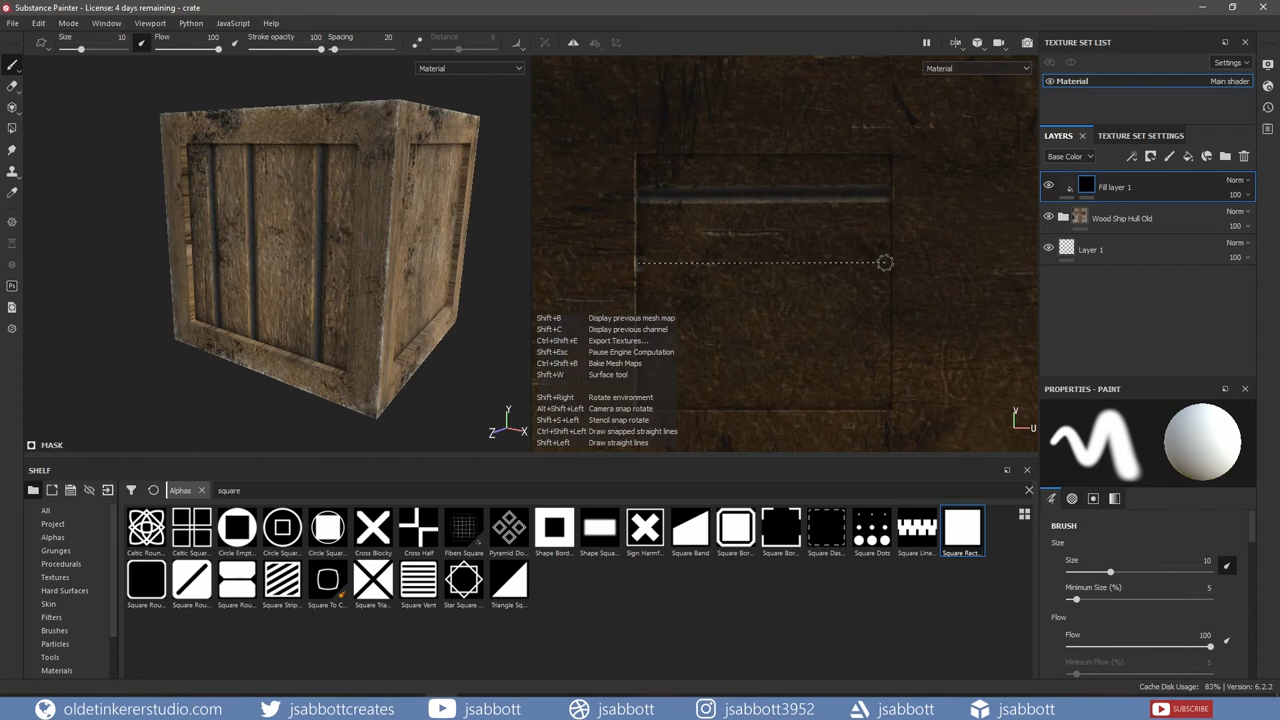 Substance Painter - License: 4 days remaining - crate
File Edit Mode Window Viewport Python JavaScript Help
Size 10 Flow 100 Stroke opacity 100 Spacing 20 Distance 8
Material
Material
TEXTURE SET LIST
Settings
Material Main shader
LAYERS TEXTURE SET SETTINGS
Base Color
Fill layer 1 Norm 100
Wood Ship Hull Old Norm 100
Layer 1 Norm 100
Shift+B Display previous mesh map
Shift+C Display previous channel
Ctrl+Shift+E Export Textures...
Shift+Esc Pause Engine Computation
Ctrl+Shift+B Bake Mesh Maps
Shift+W Surface tool
Shift+Right Rotate environment
Alt+Shift+Left Camera snap rotate
Shift+S+Left Stencil snap rotate
Ctrl+Shift+Left Draw snapped straight lines
Shift+Left Draw straight lines
Y
Z X
V
U
MASK
PROPERTIES - PAINT
BRUSH
Size
Size 10
Minimum Size (%) 5
Flow
Flow 100
Minimum Flow (%) 5
SHELF
Alphas square
All
Project
Alphas
Grunges
Procedurals
Textures
Hard Surfaces
Skin
Filters
Brushes
Particles
Tools
Materials
Celtic Roun... Celtic Squar... Circle Empt... Circle Squar... Circle Squar... Cross Blocky Cross Half Fibers Square Pyramid Do... Shape Bord... Shape Squa... Sign Harmf... Square Band Square Bor... Square Bor... Square Das... Square Dots Square Line... Square Rect...
Square Rou... Square Rou... Square Rou... Square Strip... Square To C... Square Tria... Square Vent Star Square ... Triangle Sq...
Cache Disk Usage: 83% | Version: 6.2.2
oldetinkererstudio.com jsabbottcreates jsabbott jsabbott jsabbott3952 jsabbott jsabbott SUBSCRIBE